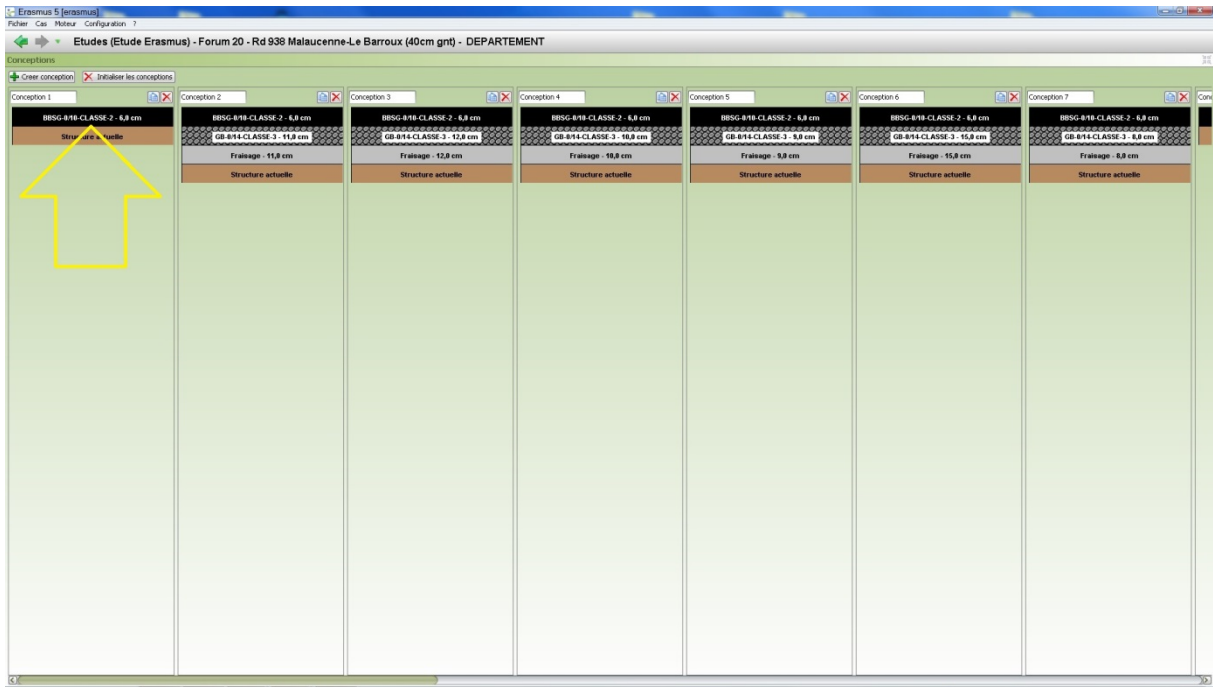 Erasmus 5 [erasmus]
Fichier Cas Moteur Configuration ?
Etudes (Etude Erasmus) - Forum 20 - Rd 938 Malaucenne-Le Barroux (40cm gnt) - DEPARTEMENT
Conceptions
Creer conception Initialiser les conceptions
Conception 1 Conception 2 Conception 3 Conception 4 Conception 5 Conception 6 Conception 7 Con
BBSG-0/10-CLASSE-2 - 6,0 cm BBSG-0/10-CLASSE-2 - 6,0 cm BBSG-0/10-CLASSE-2 - 6,0 cm BBSG-0/10-CLASSE-2 - 6,0 cm BBSG-0/10-CLASSE-2 - 6,0 cm BBSG-0/10-CLASSE-2 - 6,0 cm BBSG-0/10-CLASSE-2 - 6,0 cm
Structure actuelle GB-0/14-CLASSE-3 - 11,0 cm GB-0/14-CLASSE-3 - 12,0 cm GB-0/14-CLASSE-3 - 10,0 cm GB-0/14-CLASSE-3 - 9,0 cm GB-0/14-CLASSE-3 - 15,0 cm GB-0/14-CLASSE-3 - 8,0 cm
Fraisage - 11,0 cm Fraisage - 12,0 cm Fraisage - 10,0 cm Fraisage - 9,0 cm Fraisage - 15,0 cm Fraisage - 8,0 cm
Structure actuelle Structure actuelle Structure actuelle Structure actuelle Structure actuelle Structure actuelle